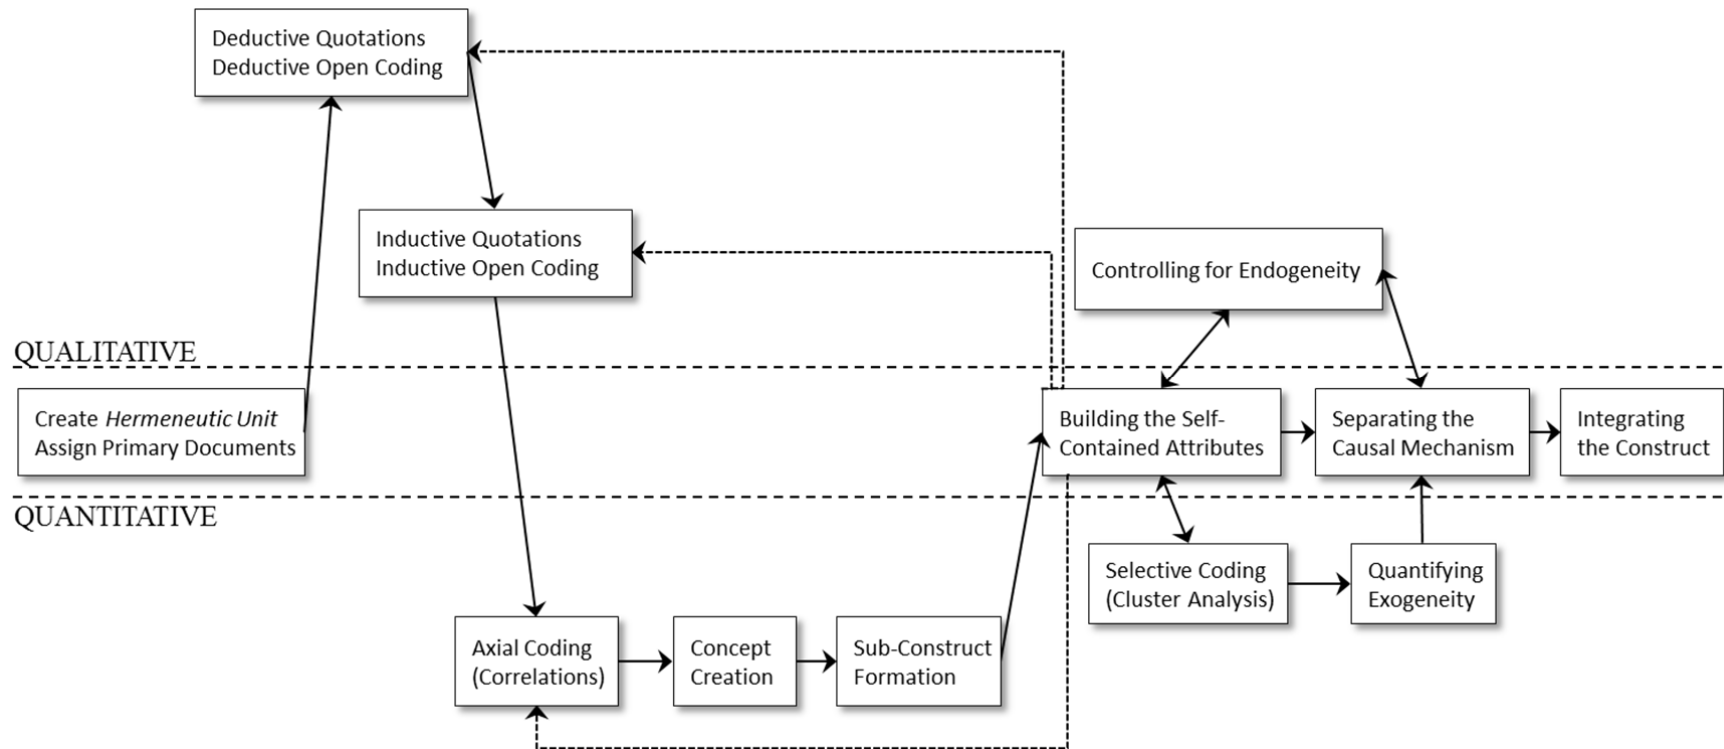 Deductive Quotations
Deductive Open Coding
Inductive Quotations
Inductive Open Coding
Controlling for Endogeneity
QUALITATIVE
Create Hermeneutic Unit
Assign Primary Documents
Building the Self-
Contained Attributes
Separating the
Causal Mechanism
Integrating
the Construct
QUANTITATIVE
Selective Coding
(Cluster Analysis)
Quantifying
Exogeneity
Axial Coding
(Correlations)
Concept
Creation
Sub-Construct
Formation